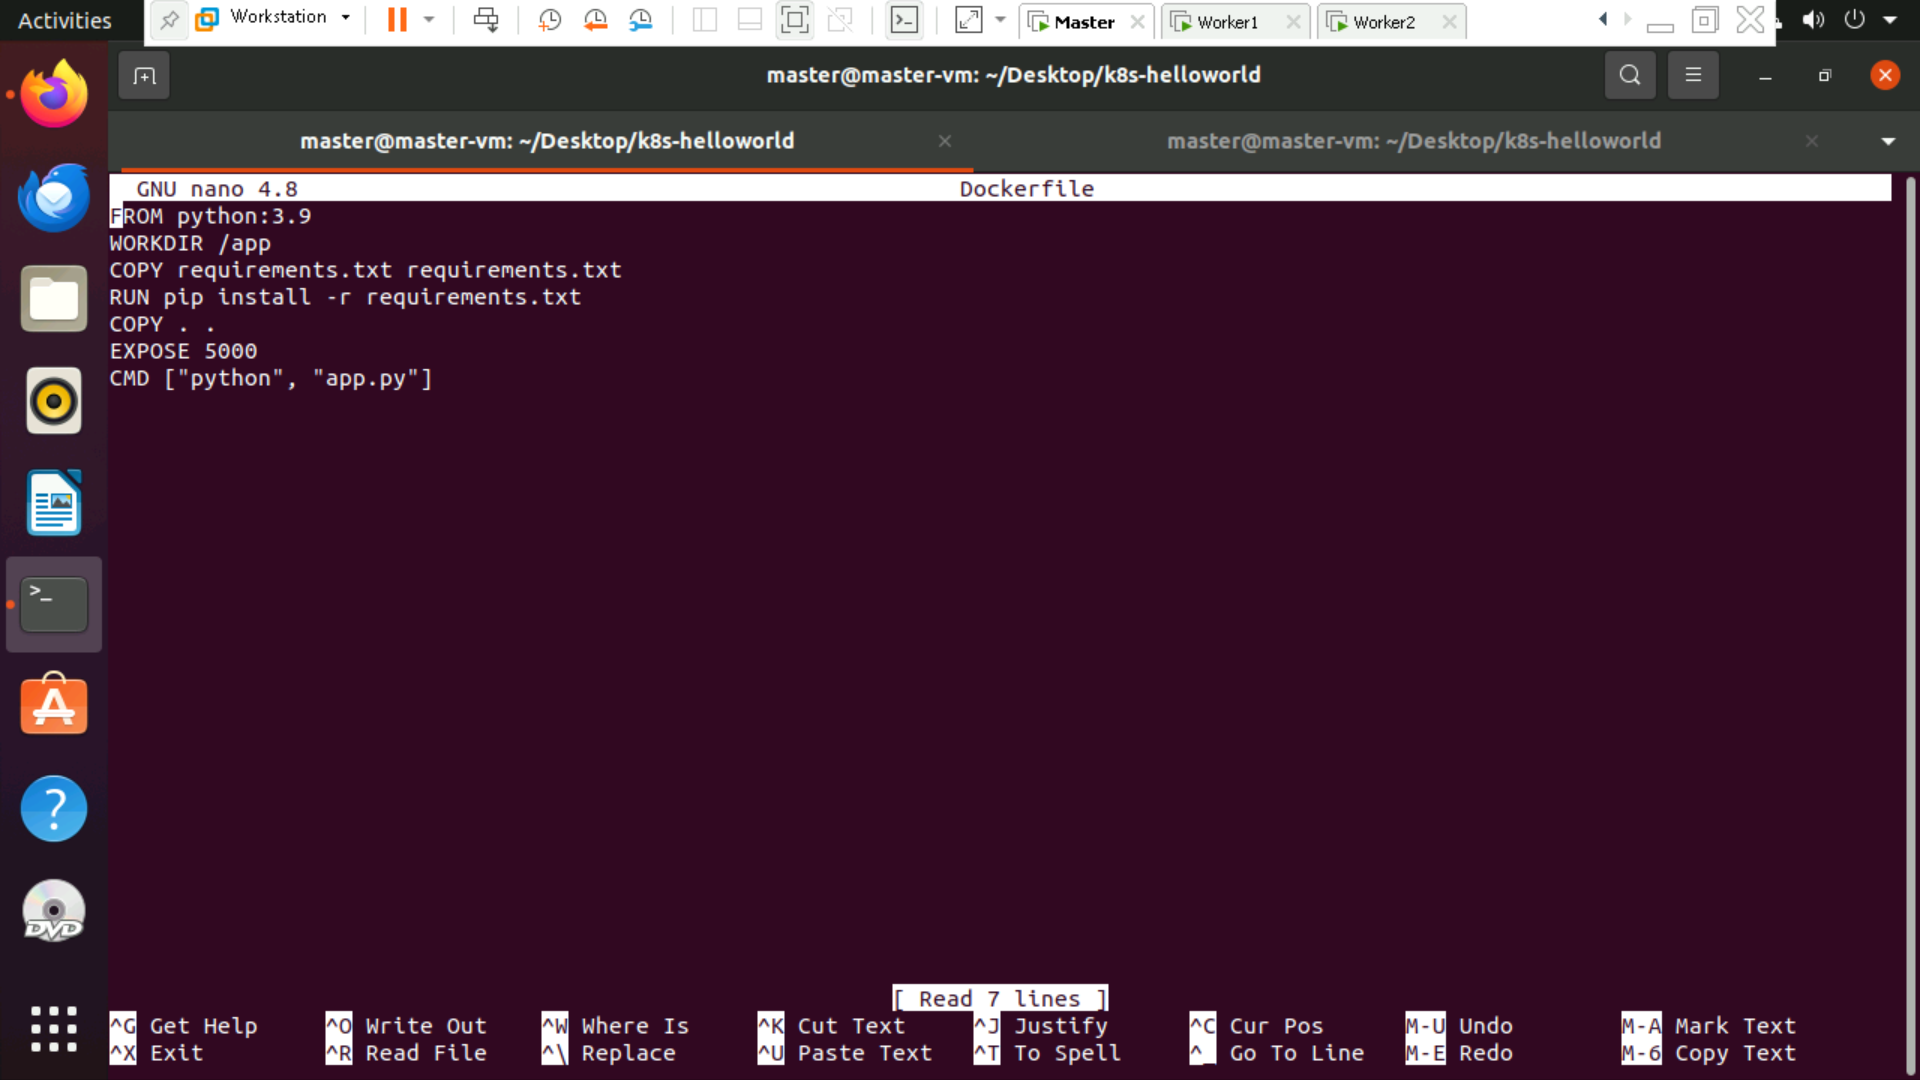 Activities
Workstation
Master
Worker1
Worker2
master@master-vm: ~/Desktop/k8s-helloworld
master@master-vm: ~/Desktop/k8s-helloworld
master@master-vm: ~/Desktop/k8s-helloworld
GNU nano 4.8 Dockerfile
FROM python:3.9
WORKDIR /app
COPY requirements.txt requirements.txt
RUN pip install -r requirements.txt
COPY . .
EXPOSE 5000
CMD ["python", "app.py"]
>_
A
?
DVD
[ Read 7 lines ]
^G Get Help ^O Write Out ^W Where Is ^K Cut Text ^J Justify ^C Cur Pos M-U Undo M-A Mark Text
^X Exit ^R Read File ^\ Replace ^U Paste Text ^T To Spell ^_ Go To Line M-E Redo M-6 Copy Text